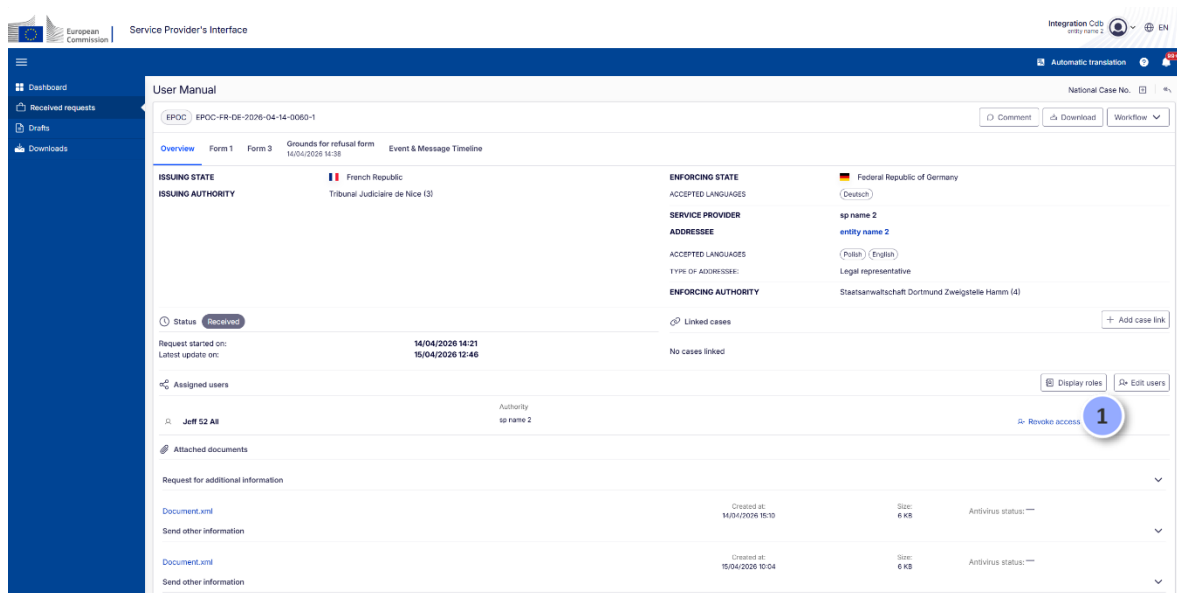 European
Commission
Service Provider's Interface
Integration Cdb
entity name 2
EN
Automatic translation
99+
Dashboard
Received requests
Drafts
Downloads
User Manual
National Case No.
EPOC EPOC-FR-DE-2026-04-14-0060-1
Comment Download Workflow
Overview Form 1 Form 3 Grounds for refusal form Event & Message Timeline
14/04/2026 14:38
ISSUING STATE French Republic
ISSUING AUTHORITY Tribunal Judiciaire de Nice (3)
ENFORCING STATE Federal Republic of Germany
ACCEPTED LANGUAGES Deutsch
SERVICE PROVIDER sp name 2
ADDRESSEE entity name 2
ACCEPTED LANGUAGES Polish English
TYPE OF ADDRESSEE: Legal representative
ENFORCING AUTHORITY Staatsanwaltschaft Dortmund Zweigstelle Hamm (4)
Status Received
Request started on: 14/04/2026 14:21
Latest update on: 15/04/2026 12:46
Linked cases + Add case link
No cases linked
Assigned users Display roles Edit users
Authority
Jeff 52 All sp name 2 Revoke access 1
Attached documents
Request for additional information
Document.xml Created at: 14/04/2026 15:10 Size: 6 KB Antivirus status: —
Send other information
Document.xml Created at: 15/04/2026 10:04 Size: 6 KB Antivirus status: —
Send other information